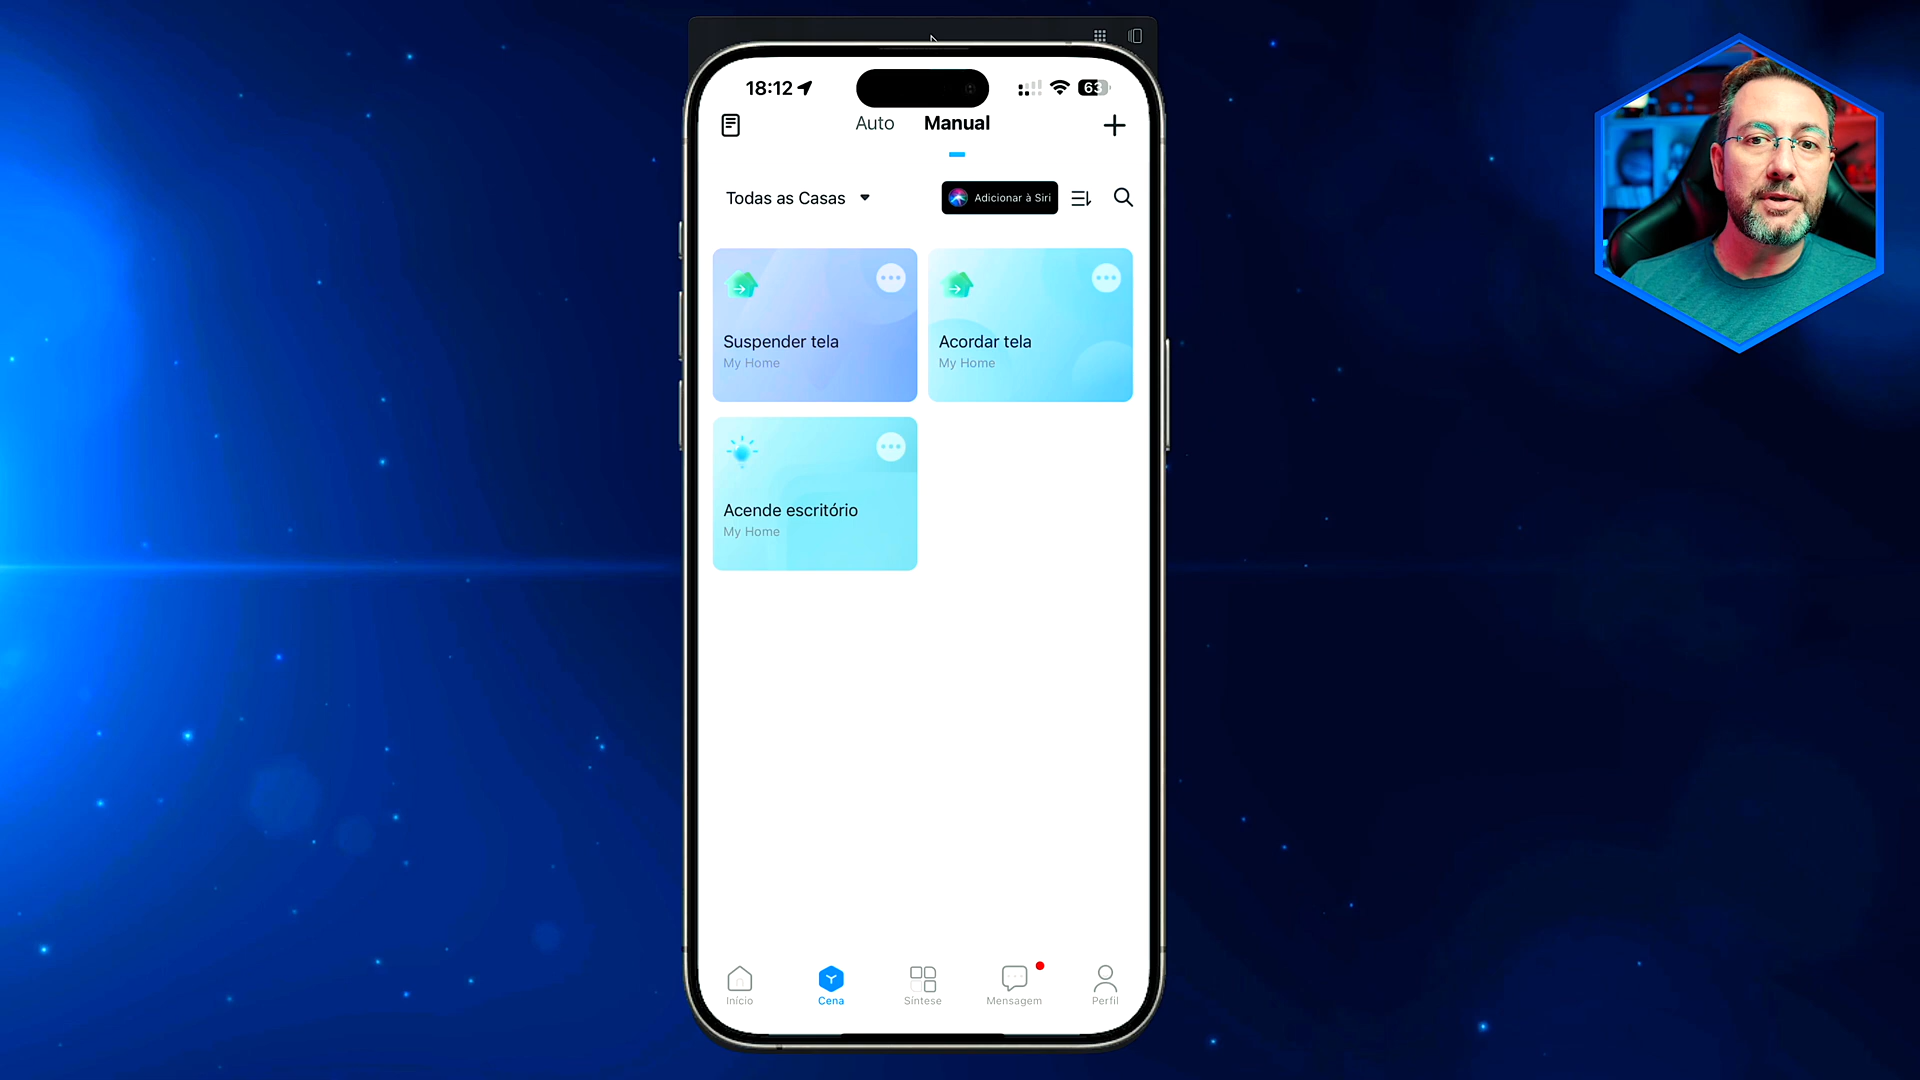 18:12
63
Auto
Manual
Todas as Casas
Adicionar à Siri
Suspender tela
My Home
Acordar tela
My Home
Acende escritório
My Home
Início
Cena
Síntese
Mensagem
Perfil